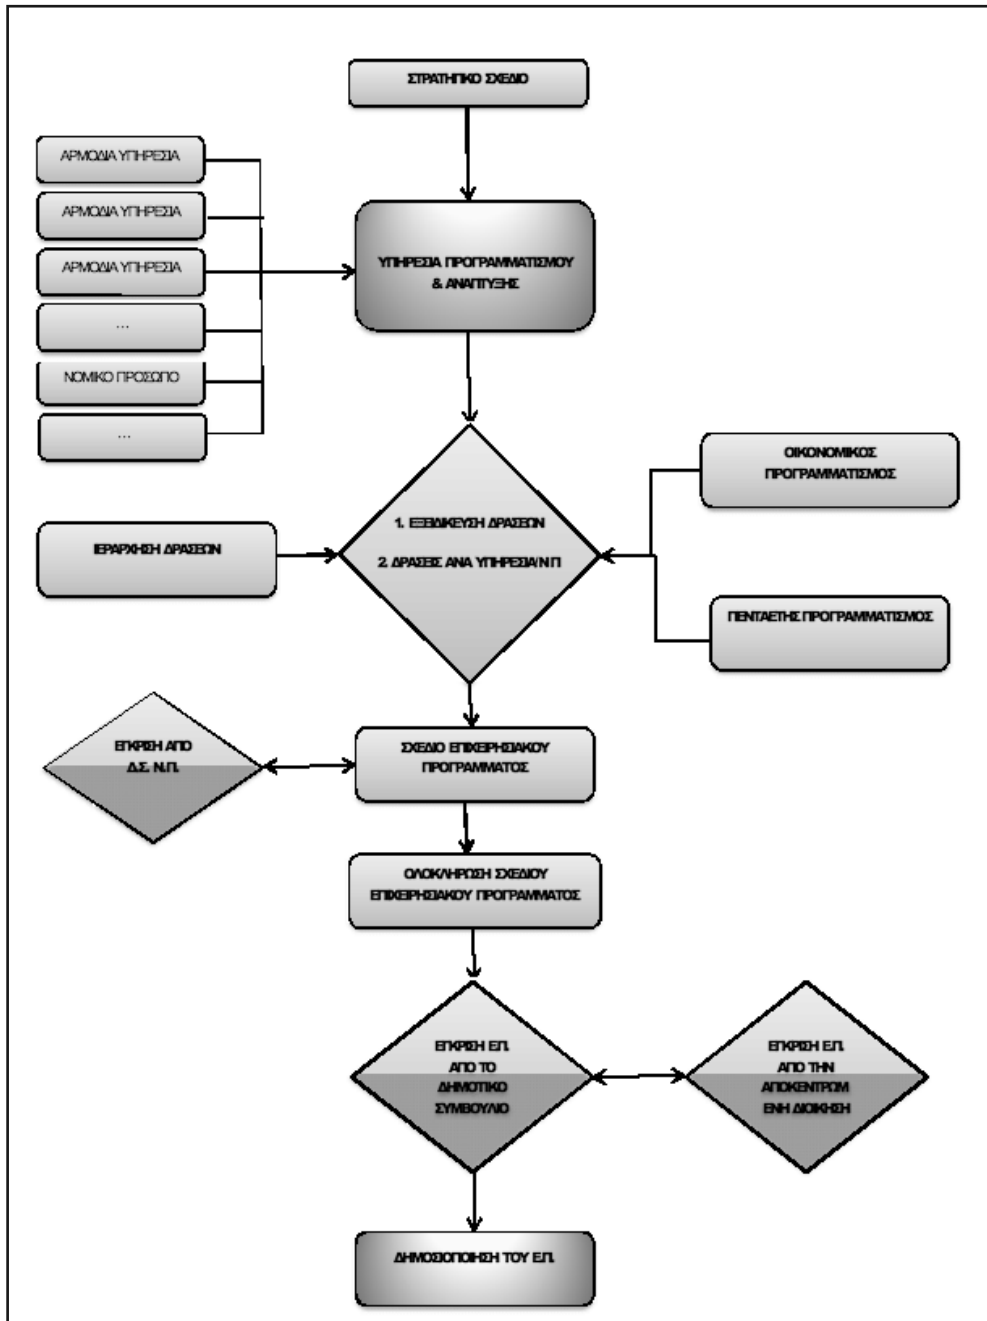 ΣΤΡΑΤΗΓΙΚΟ ΣΧΕΔΙΟ
ΑΡΜΟΔΙΑ ΥΠΗΡΕΣΙΑ
ΑΡΜΟΔΙΑ ΥΠΗΡΕΣΙΑ
ΑΡΜΟΔΙΑ ΥΠΗΡΕΣΙΑ
...
ΝΟΜΙΚΟ ΠΡΟΣΩΠΟ
...
ΥΠΗΡΕΣΙΑ ΠΡΟΓΡΑΜΜΑΤΙΣΜΟΥ
& ΑΝΑΠΤΥΞΗΣ
ΟΙΚΟΝΟΜΙΚΟΣ
ΠΡΟΓΡΑΜΜΑΤΙΣΜΟΣ
1. ΕΞΕΙΔΙΚΕΥΣΗ ΔΡΑΣΕΩΝ
2. ΔΡΑΣΕΙΣ ΑΝΑ ΥΠΗΡΕΣΙΑ/Ν.Π
ΙΕΡΑΡΧΗΣΗ ΔΡΑΣΕΩΝ
ΠΕΝΤΑΕΤΗΣ ΠΡΟΓΡΑΜΜΑΤΙΣΜΟΣ
ΕΓΚΡΙΣΗ ΑΠΟ
Δ.Σ. Ν.Π.
ΣΧΕΔΙΟ ΕΠΙΧΕΙΡΗΣΙΑΚΟΥ
ΠΡΟΓΡΑΜΜΑΤΟΣ
ΟΛΟΚΛΗΡΩΣΗ ΣΧΕΔΙΟΥ
ΕΠΙΧΕΙΡΗΣΙΑΚΟΥ ΠΡΟΓΡΑΜΜΑΤΟΣ
ΕΓΚΡΙΣΗ Ε.Π.
ΑΠΟ ΤΟ
ΔΗΜΟΤΙΚΟ
ΣΥΜΒΟΥΛΙΟ
ΕΓΚΡΙΣΗ Ε.Π.
ΑΠΟ ΤΗΝ
ΑΠΟΚΕΝΤΡΩΜ
ΕΝΗ ΔΙΟΙΚΗΣΗ
ΔΗΜΟΣΙΟΠΟΙΗΣΗ ΤΟΥ Ε.Π.